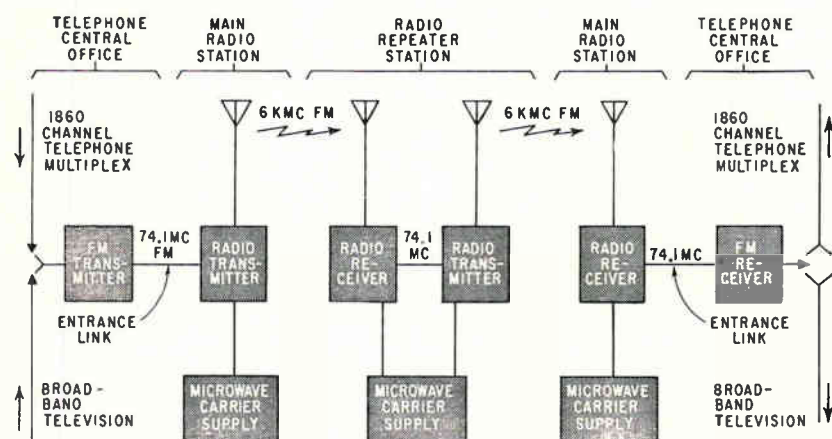 TELEPHONE
CENTRAL
OFFICE
MAIN
RADIO
STATION
RADIO
REPEATER
STATION
MAIN
RADIO
STATION
TELEPHONE
CENTRAL
OFFICE
1860
CHANNEL
TELEPHONE
MULTIPLEX
6 KMC FM
6 KMC FM
1860
CHANNEL
TELEPHONE
MULTIPLEX
FM
TRANS-
MITTER
74.1MC
FM
RADIO
TRANS-
MITTER
RADIO
RE-
CEIVER
74.1
MC
RADIO
TRANS-
MITTER
RADIO
RE-
CEIVER
74.1MC
FM
RE-
CEIVER
ENTRANCE
LINK
ENTRANCE
LINK
BROAD-
BAND
TELEVISION
MICROWAVE
CARRIER
SUPPLY
MICROWAVE
CARRIER
SUPPLY
MICROWAVE
CARRIER
SUPPLY
BROAD-
BAND
TELEVISION